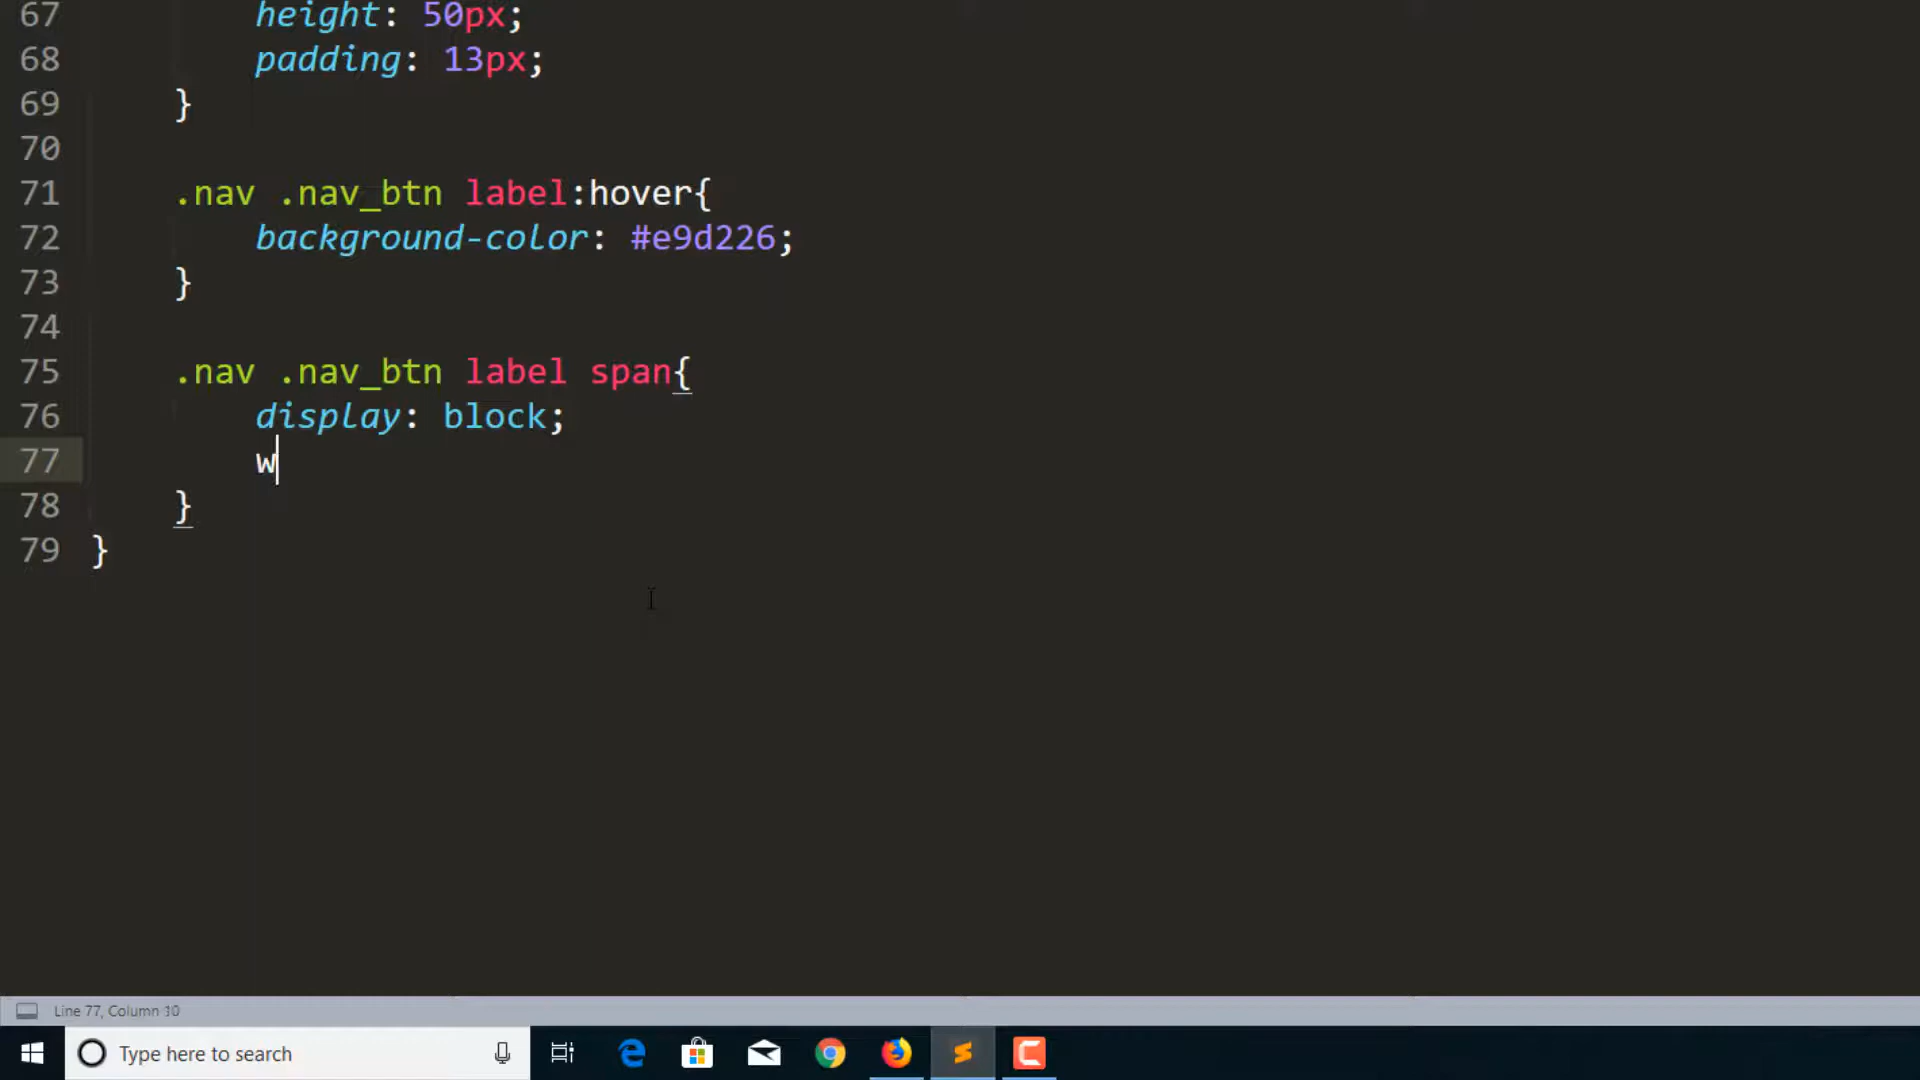 67 height: 50px;
68 padding: 13px;
69 }
70
71 .nav .nav_btn label:hover{
72 background-color: #e9d226;
73 }
74
75 .nav .nav_btn label span{
76 display: block;
77 w
78 }
79 }
Line 77, Column 10
Type here to search